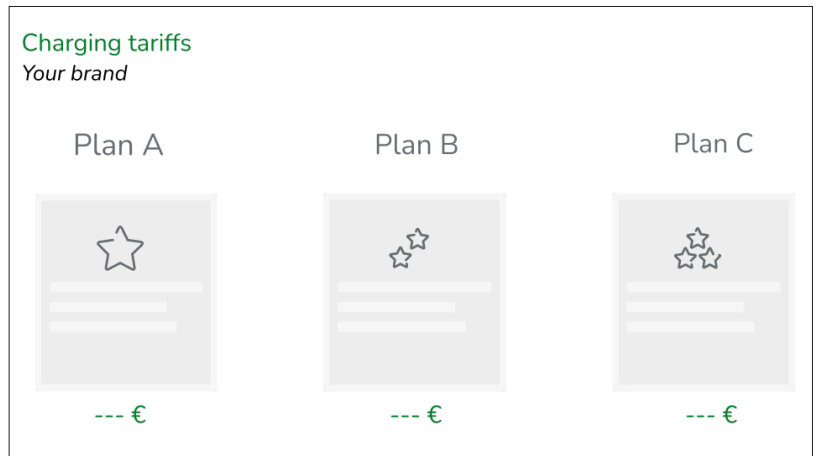 Charging tariffs
Your brand
Plan A
Plan B
Plan C
--- €
--- €
--- €